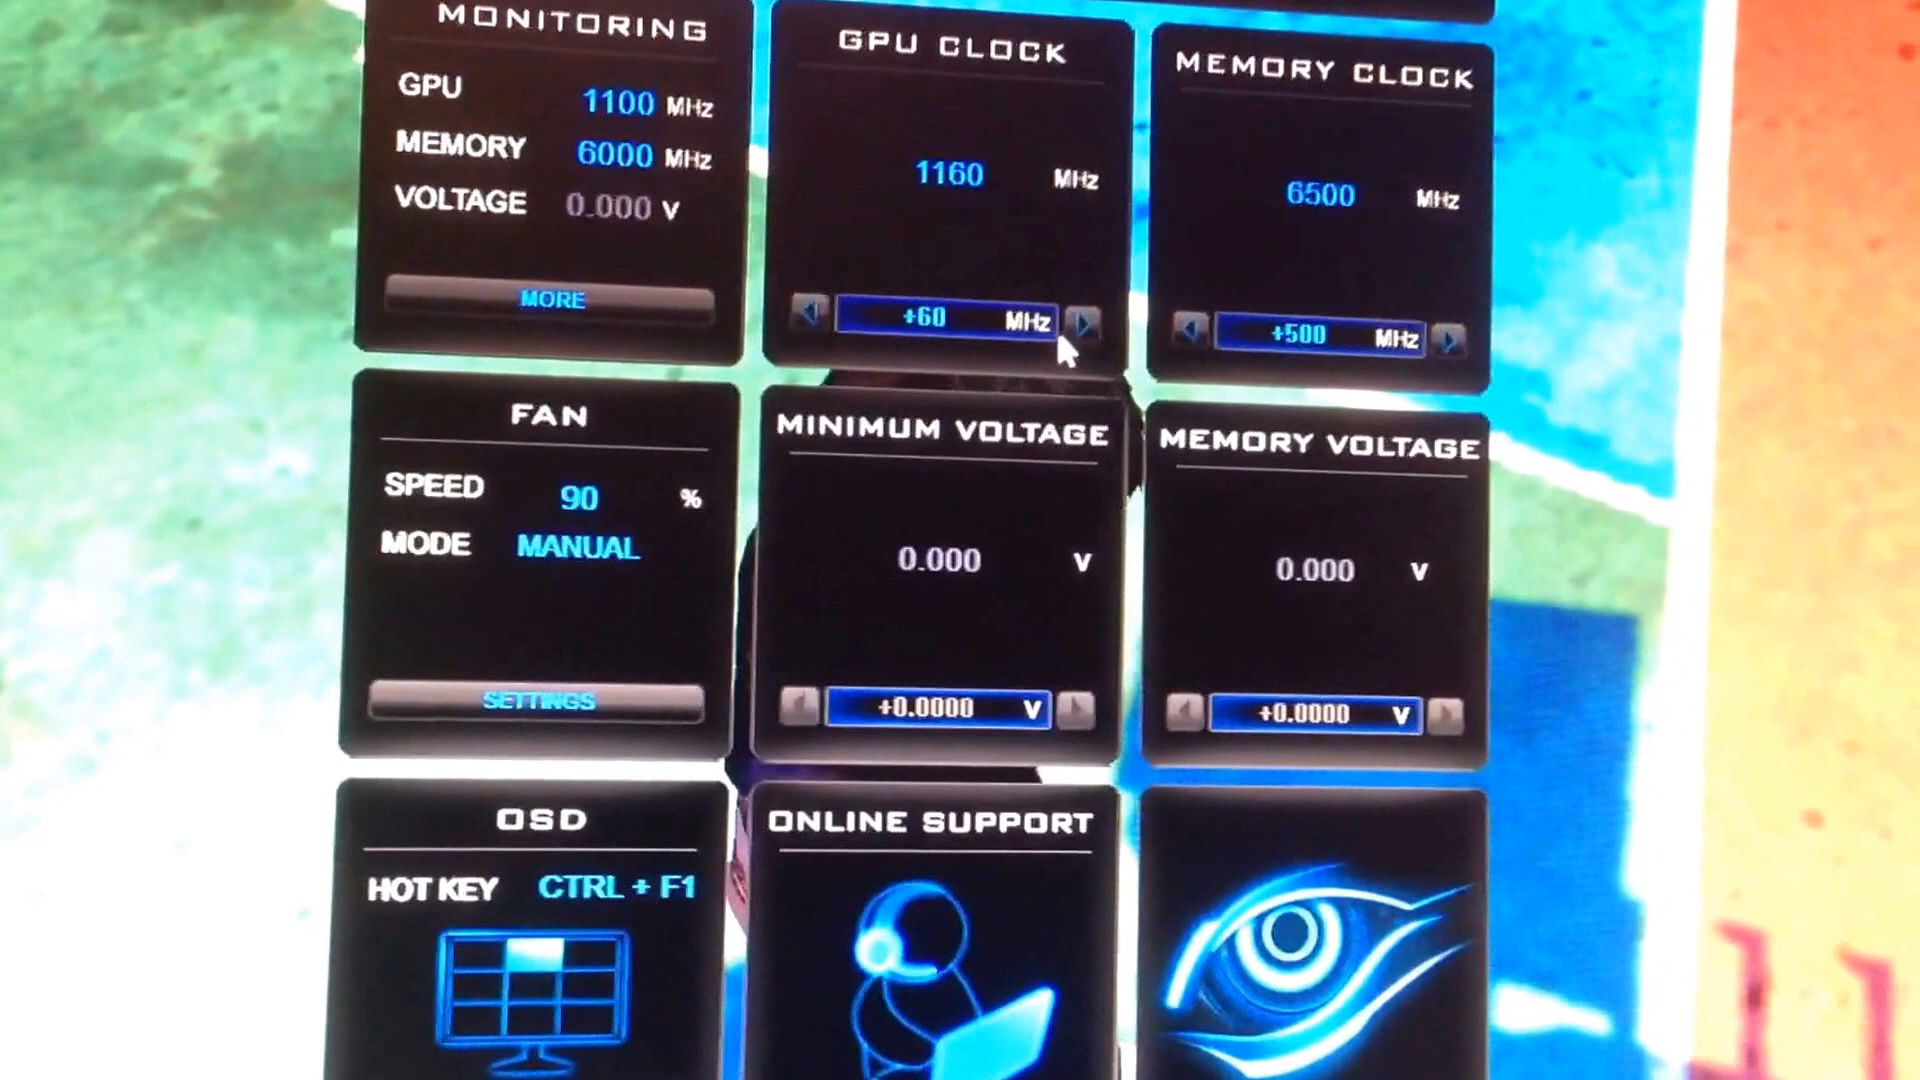 MONITORING
GPU 1100 MHz
MEMORY 6000 MHz
VOLTAGE 0.000 V
MORE
GPU CLOCK
1160 MHz
+60 MHz
MEMORY CLOCK
6500 MHz
+500 MHz
FAN
SPEED 90 %
MODE MANUAL
SETTINGS
MINIMUM VOLTAGE
0.000 V
+0.0000 V
MEMORY VOLTAGE
0.000 V
+0.0000 V
OSD
HOT KEY CTRL + F1
ONLINE SUPPORT